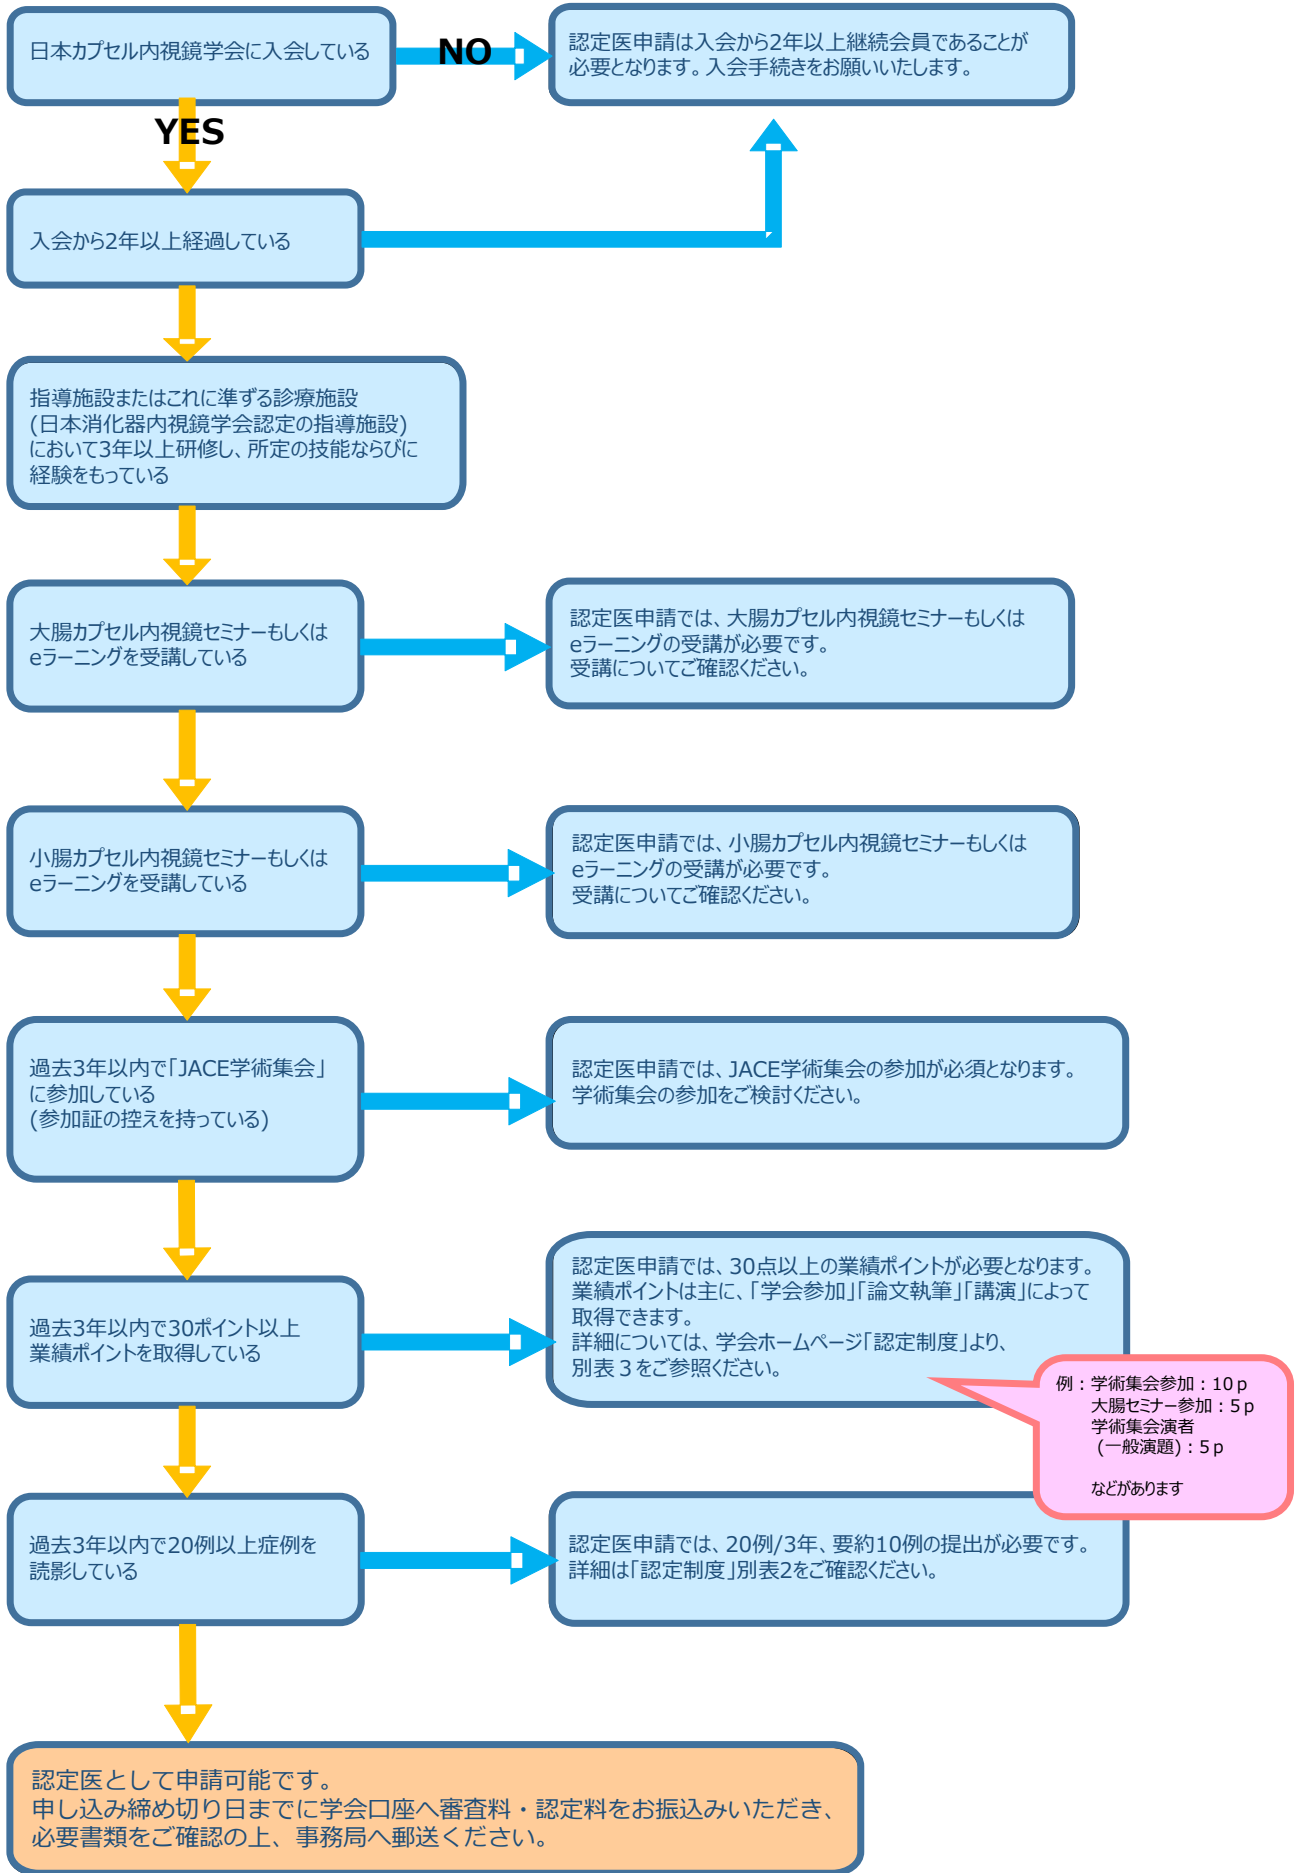 日本カプセル内視鏡学会に入会している
NO
認定医申請は入会から2年以上継続会員であることが
必要となります。入会手続きをお願いいたします。
YES
入会から2年以上経過している
指導施設またはこれに準ずる診療施設
(日本消化器内視鏡学会認定の指導施設)
において3年以上研修し、所定の技能ならびに
経験をもっている
大腸カプセル内視鏡セミナーもしくは
eラーニングを受講している
認定医申請では、大腸カプセル内視鏡セミナーもしくは
eラーニングの受講が必要です。
受講についてご確認ください。
小腸カプセル内視鏡セミナーもしくは
eラーニングを受講している
認定医申請では、小腸カプセル内視鏡セミナーもしくは
eラーニングの受講が必要です。
受講についてご確認ください。
過去3年以内で「JACE学術集会」
に参加している
(参加証の控えを持っている)
認定医申請では、JACE学術集会の参加が必須となります。
学術集会の参加をご検討ください。
過去3年以内で30ポイント以上
業績ポイントを取得している
認定医申請では、30点以上の業績ポイントが必要となります。
業績ポイントは主に、「学会参加」「論文執筆」「講演」によって
取得できます。
詳細については、学会ホームページ「認定制度」より、
別表３をご参照ください。
例：学術集会参加：10ｐ
大腸セミナー参加：5ｐ
学術集会演者
(一般演題)：5ｐ
などがあります
過去3年以内で20例以上症例を
読影している
認定医申請では、20例/3年、要約10例の提出が必要です。
詳細は「認定制度」別表2をご確認ください。
認定医として申請可能です。
申し込み締め切り日までに学会口座へ審査料・認定料をお振込みいただき、
必要書類をご確認の上、事務局へ郵送ください。